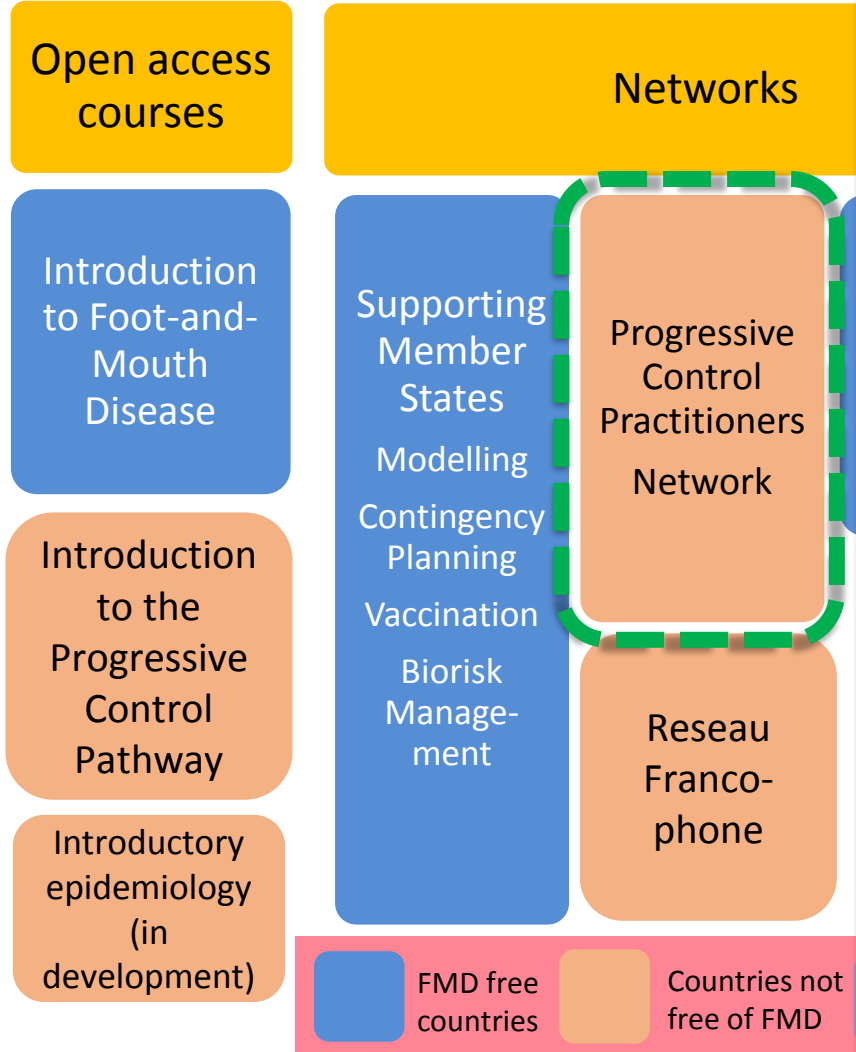 Open access
courses
Networks
Introduction
to Foot-and-
Mouth
Disease
Introduction
to the
Progressive
Control
Pathway
Introductory
epidemiology
(in
development)
Supporting
Member
States
Modelling
Contingency
Planning
Vaccination
Biorisk
Manage-
ment
Progressive
Control
Practitioners
Network
Reseau
Franco-
phone
FMD free
countries
Countries not
free of FMD